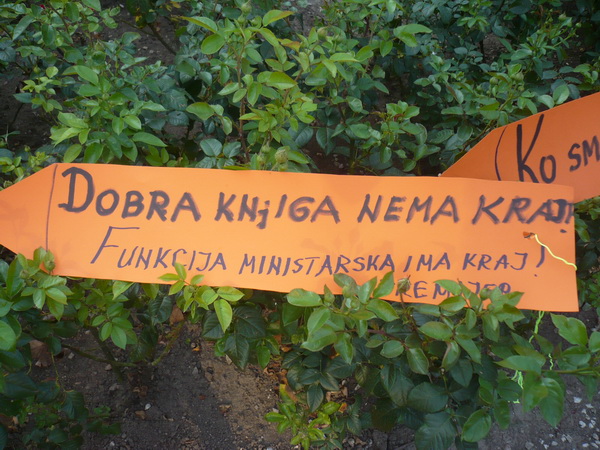 DOBRA KNjIGA NEMA KRAJ!
FUNKCIJA MINISTARSKA IMA KRAJ!
Ko SM